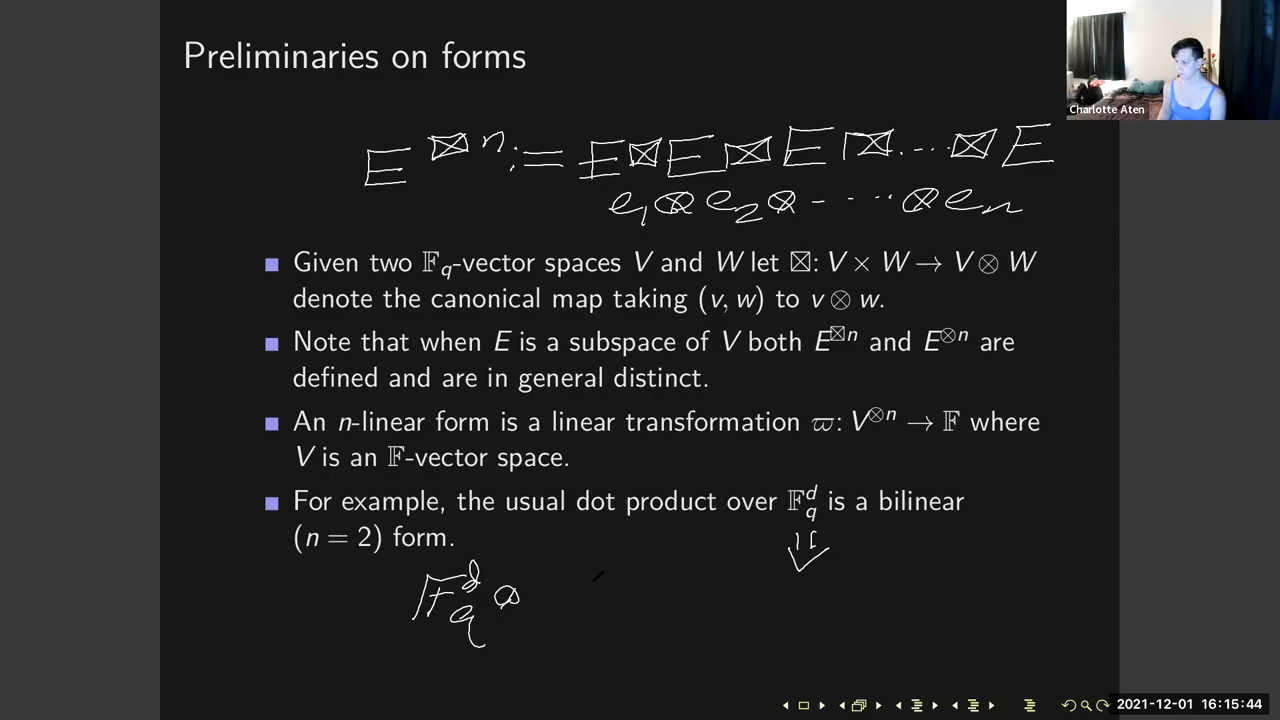 Preliminaries on forms
Charlotte Aten
E^{⊠n} := E⊠E⊠E⊠...⊠E
e_1⊗e_2⊗-...⊗e_n
Given two 𝔽_q-vector spaces V and W let ⊠: V × W → V ⊗ W
denote the canonical map taking (v, w) to v ⊗ w.
Note that when E is a subspace of V both E^{⊠n} and E^{⊗n} are
defined and are in general distinct.
An n-linear form is a linear transformation ϖ: V^{⊗n} → 𝔽 where
V is an 𝔽-vector space.
For example, the usual dot product over 𝔽_q^d is a bilinear
(n = 2) form.
𝔽_q^d ⊗
2021-12-01 16:15:44